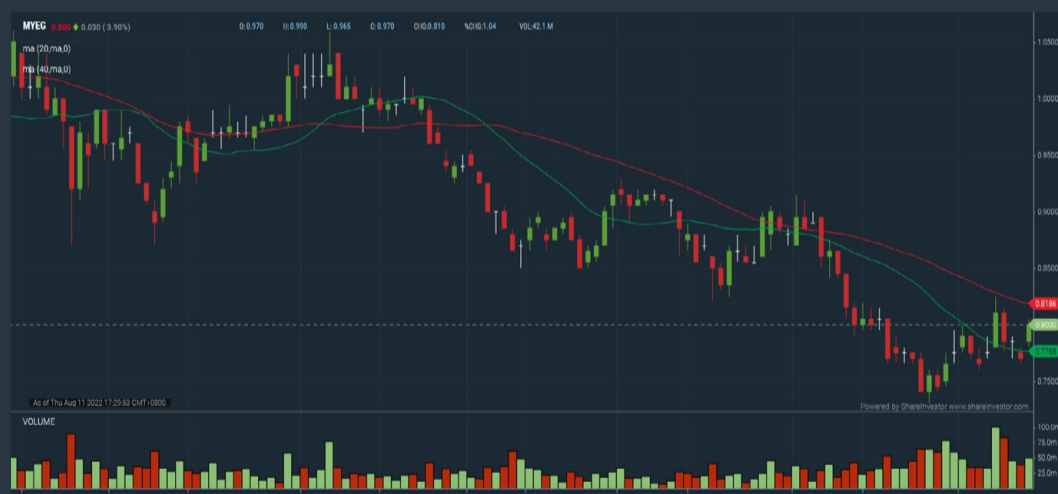 MYEG 0.800 0.030 ( 3.90%) O: 0.970 H: 0.990 L: 0.965 C: 0.970 CHG:0.010 %CHG:1.04 VOL:42.1 M
ma (20,ma,0)
ma (40,ma,0)
1.0500
1.0000
0.9500
0.9000
0.8500
0.8186
0.8000
0.7500
As of Thu Aug 11 2022 17:29:53 GMT+0800.
Powered by ShareInvestor www.shareinvestor.com
VOLUME
100.0m
75.0m
50.0m
25.0m